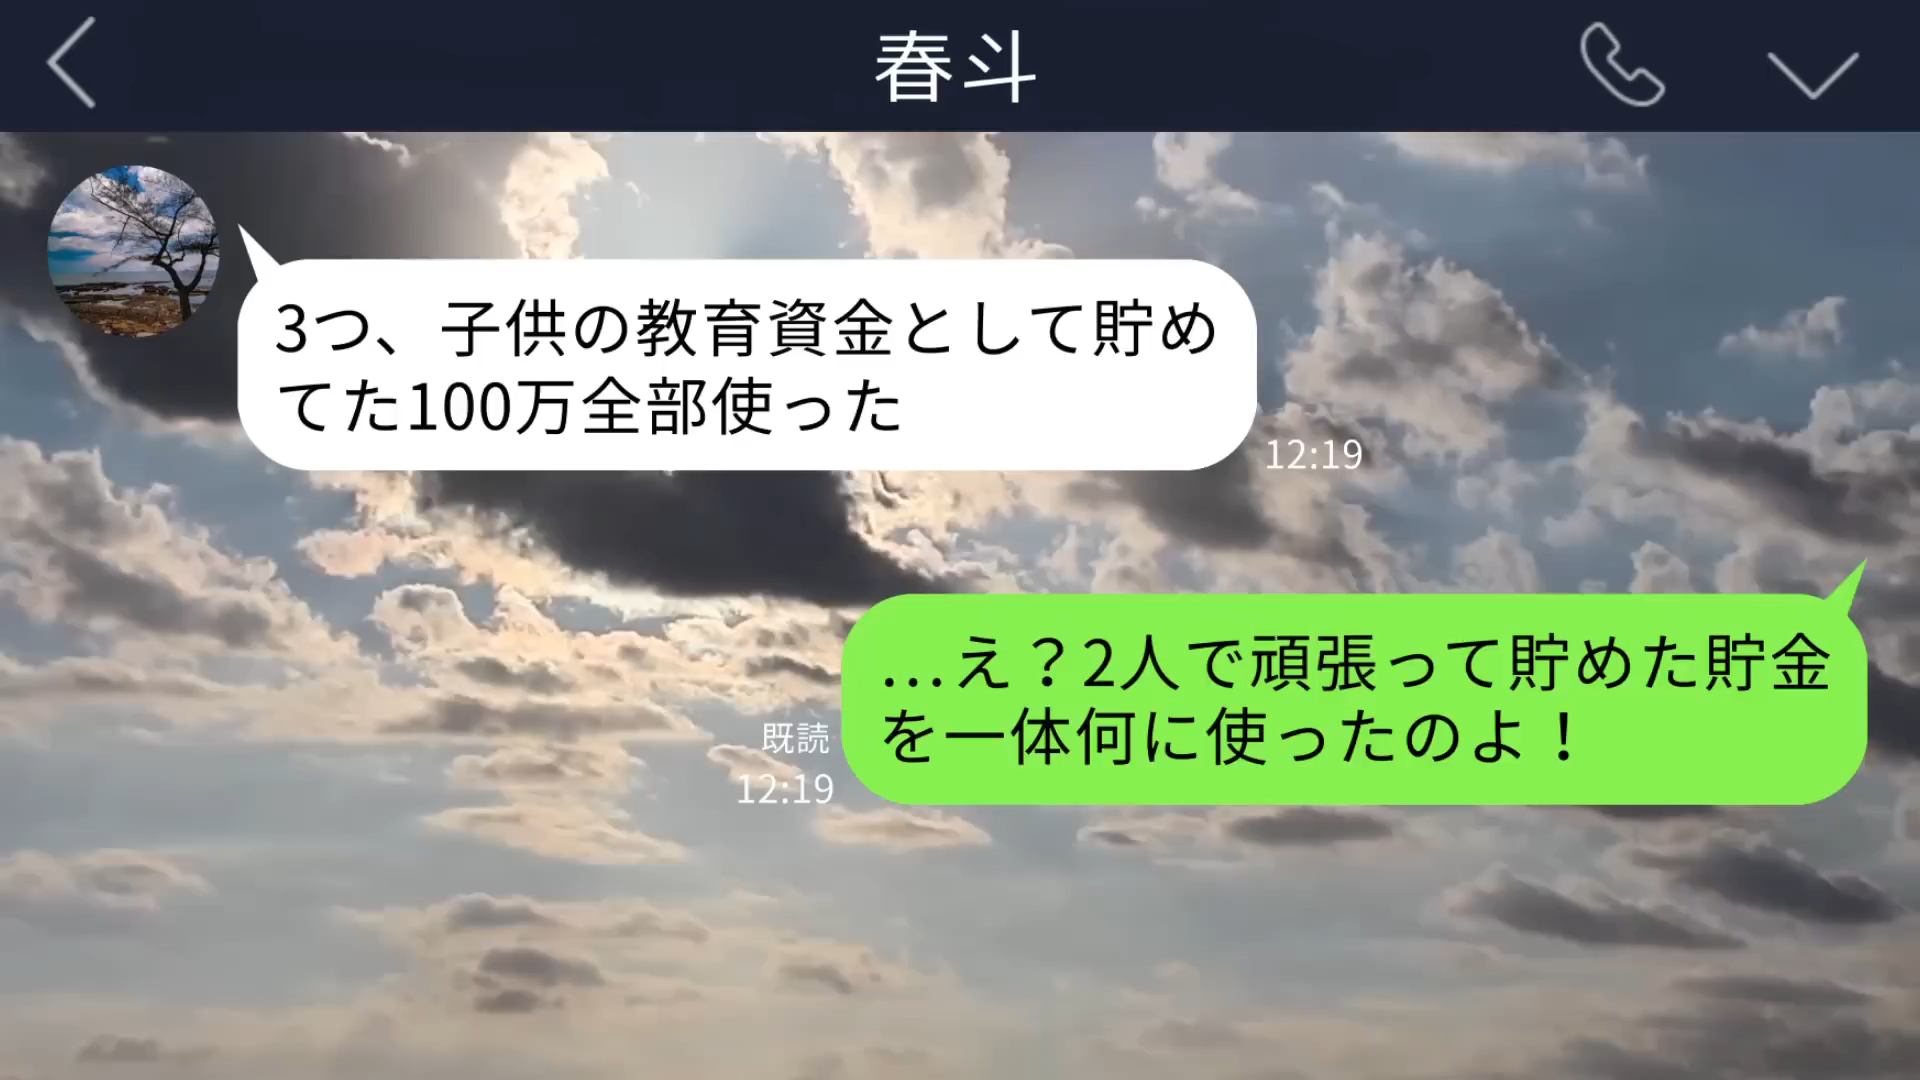 春斗
3つ、子供の教育資金として貯め
てた100万全部使った
12:19
…え？2人で頑張って貯めた貯金
を一体何に使ったのよ！
既読
12:19